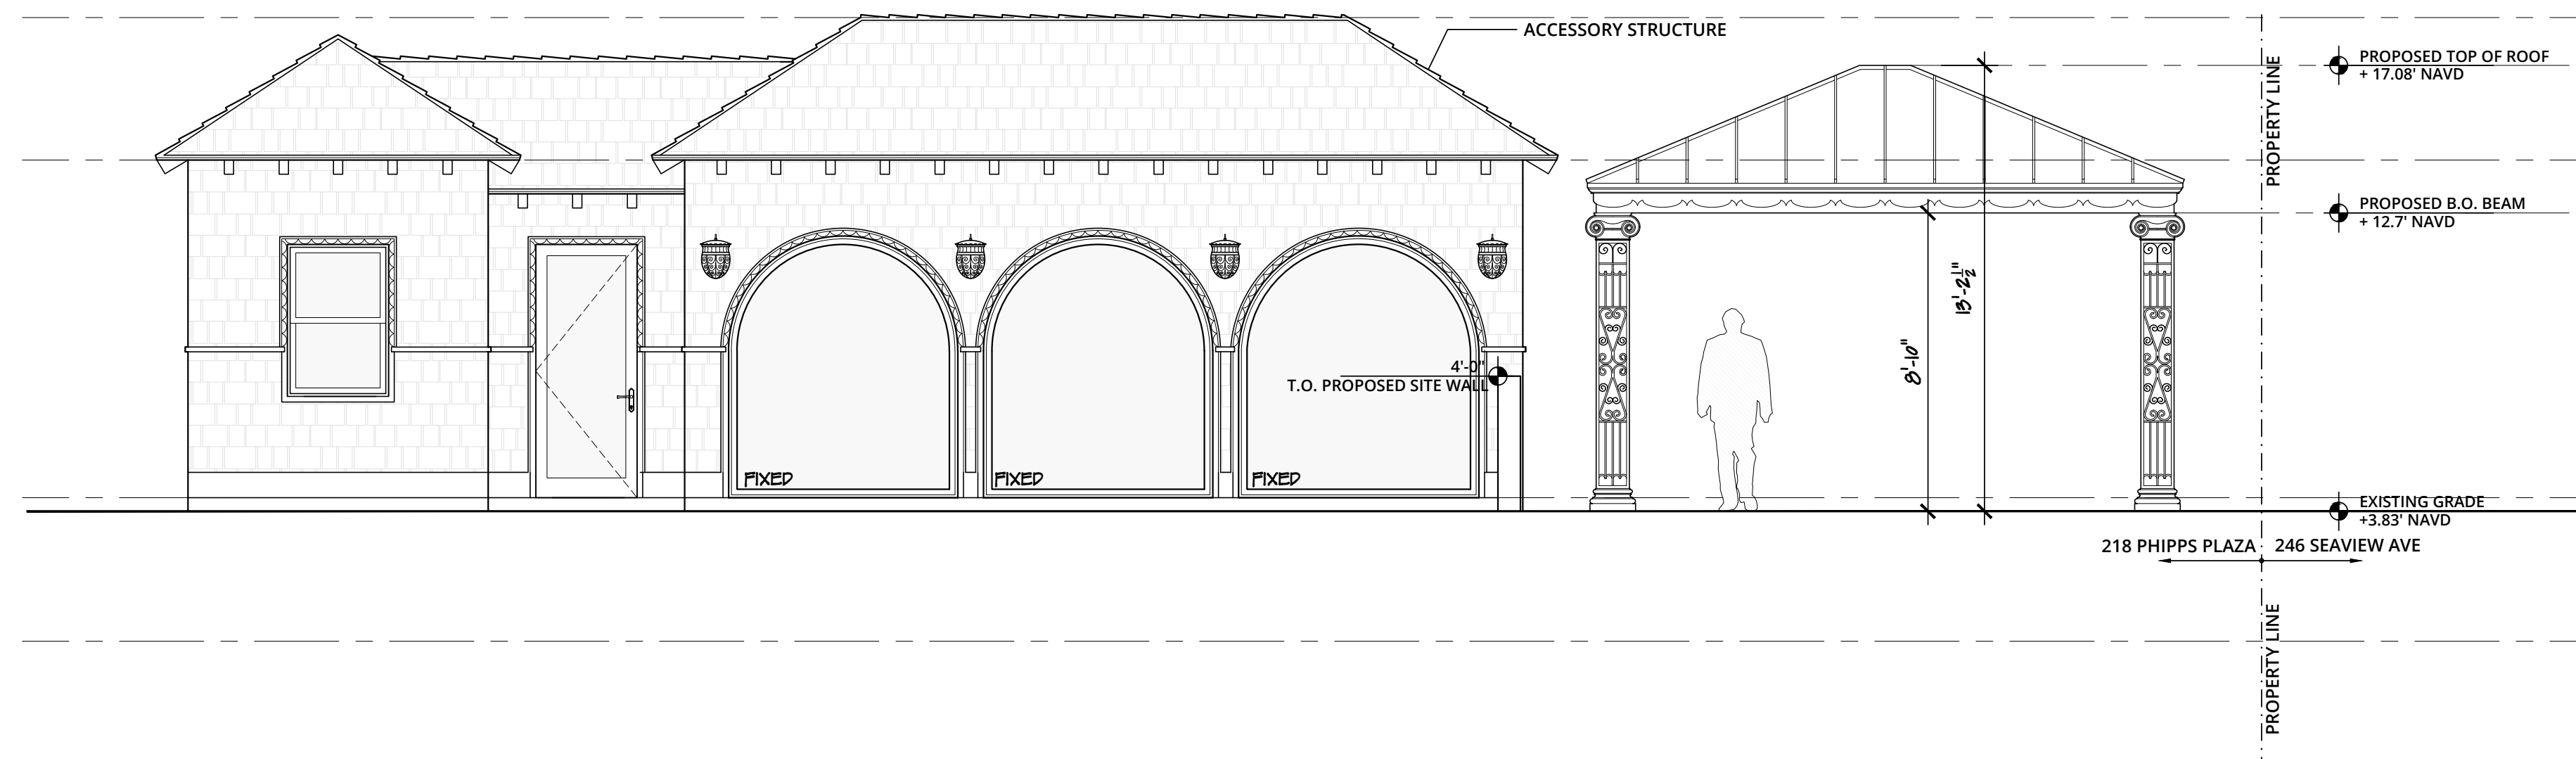 ACCESSORY STRUCTURE
PROPERTY LINE
PROPOSED TOP OF ROOF
+ 17.08' NAVD
PROPOSED B.O. BEAM
+ 12.7' NAVD
13'-2½"
8'-10"
4'-0"
T.O. PROPOSED SITE WALL
FIXED
FIXED
FIXED
EXISTING GRADE
+3.83' NAVD
218 PHIPPS PLAZA
246 SEAVIEW AVE
PROPERTY LINE